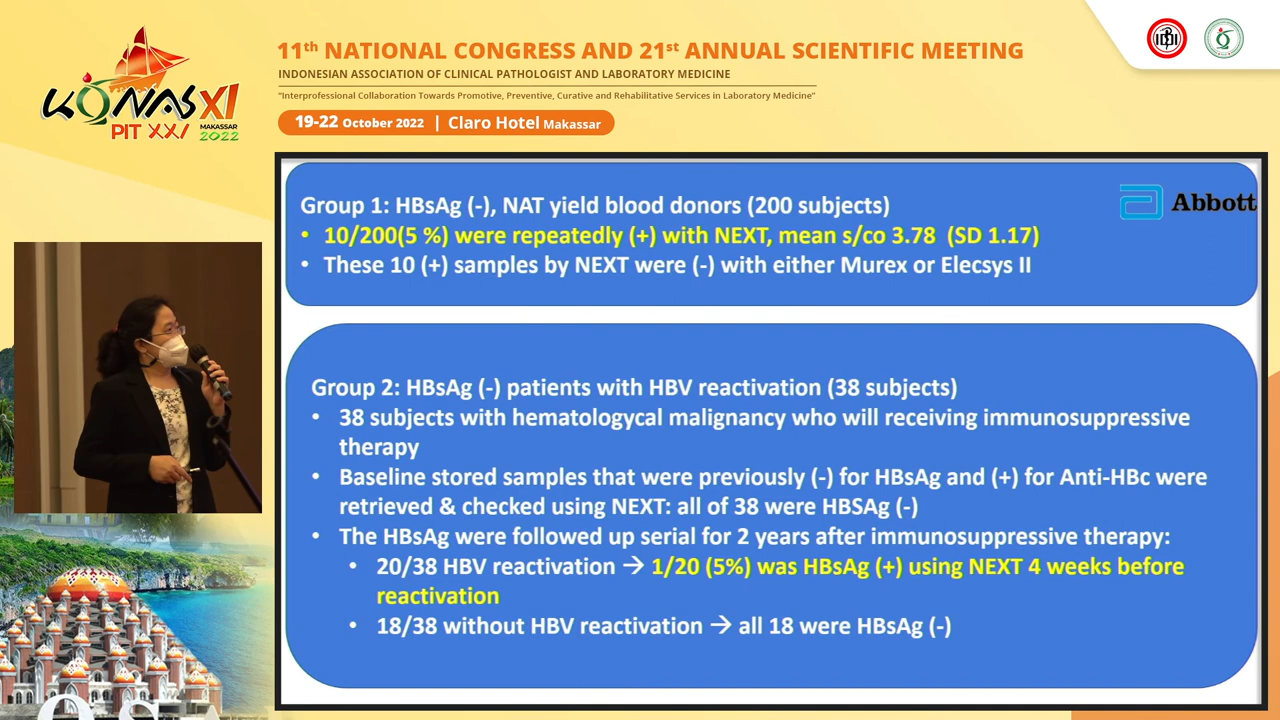 11th NATIONAL CONGRESS AND 21st ANNUAL SCIENTIFIC MEETING
INDONESIAN ASSOCIATION OF CLINICAL PATHOLOGIST AND LABORATORY MEDICINE
“Interprofessional Collaboration Towards Promotive, Preventive, Curative and Rehabilitative Services in Laboratory Medicine”
19-22 October 2022 | Claro Hotel Makassar
KONAS XI
PIT XXI
MAKASSAR
2022
IDI
Abbott
Group 1: HBsAg (-), NAT yield blood donors (200 subjects)
• 10/200(5 %) were repeatedly (+) with NEXT, mean s/co 3.78 (SD 1.17)
• These 10 (+) samples by NEXT were (-) with either Murex or Elecsys II
Group 2: HBsAg (-) patients with HBV reactivation (38 subjects)
• 38 subjects with hematologycal malignancy who will receiving immunosuppressive
therapy
• Baseline stored samples that were previously (-) for HBsAg and (+) for Anti-HBc were
retrieved & checked using NEXT: all of 38 were HBSAg (-)
• The HBsAg were followed up serial for 2 years after immunosuppressive therapy:
• 20/38 HBV reactivation → 1/20 (5%) was HBsAg (+) using NEXT 4 weeks before
reactivation
• 18/38 without HBV reactivation → all 18 were HBsAg (-)